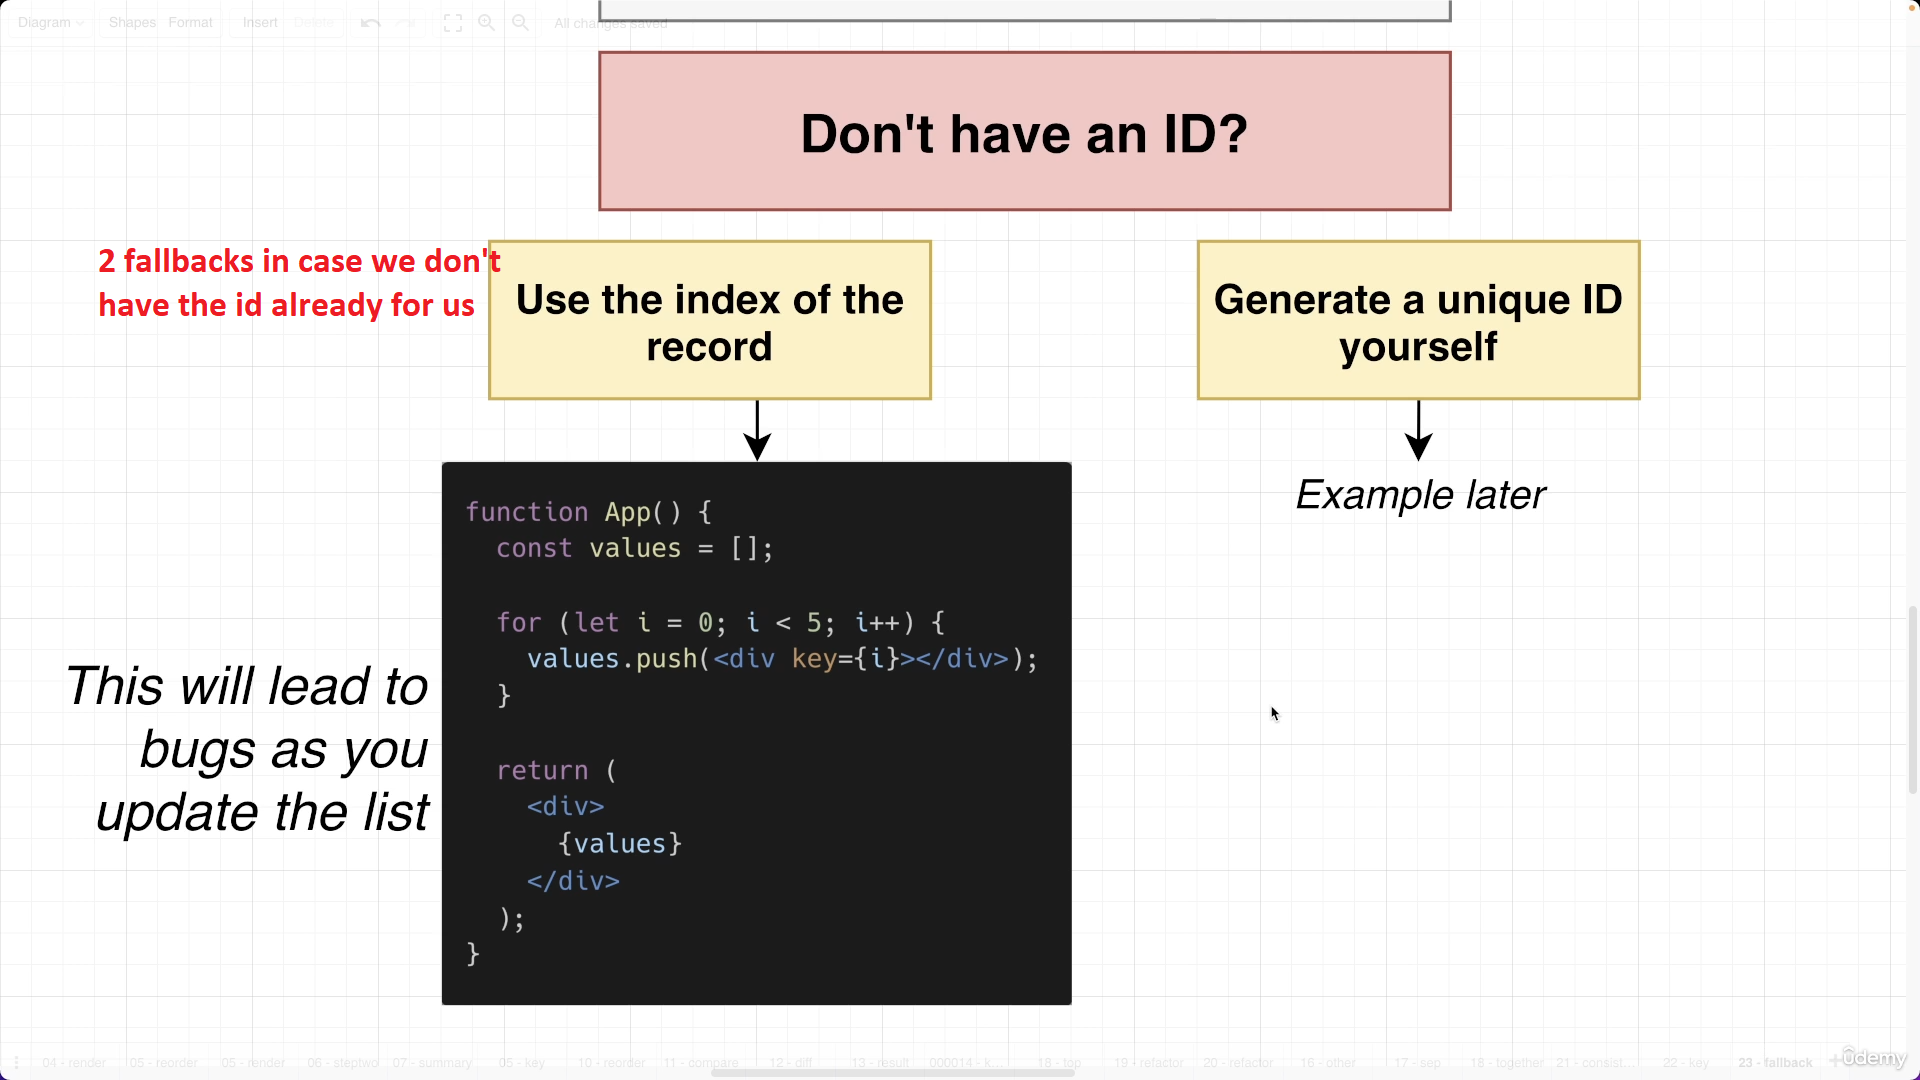 Diagram
Shapes
Format
Insert
Delete
All changes saved
Don't have an ID?
2 fallbacks in case we don't
have the id already for us
Use the index of the
record
Generate a unique ID
yourself
Example later
This will lead to
bugs as you
update the list
function App() {
  const values = [];

  for (let i = 0; i < 5; i++) {
    values.push(<div key={i}></div>);
  }

  return (
    <div>
      {values}
    </div>
  );
}
04 - render
05 - reorder
05 - render
06 - steptwo
07 - summary
05 - key
10 - reorder
11 - compare
12 - diff
13 - result
000014 - k...
18 - top
19 - refactor
20 - refactor
16 - other
17 - sep
18 - together
21 - consist...
22 - key
23 - fallback
udemy